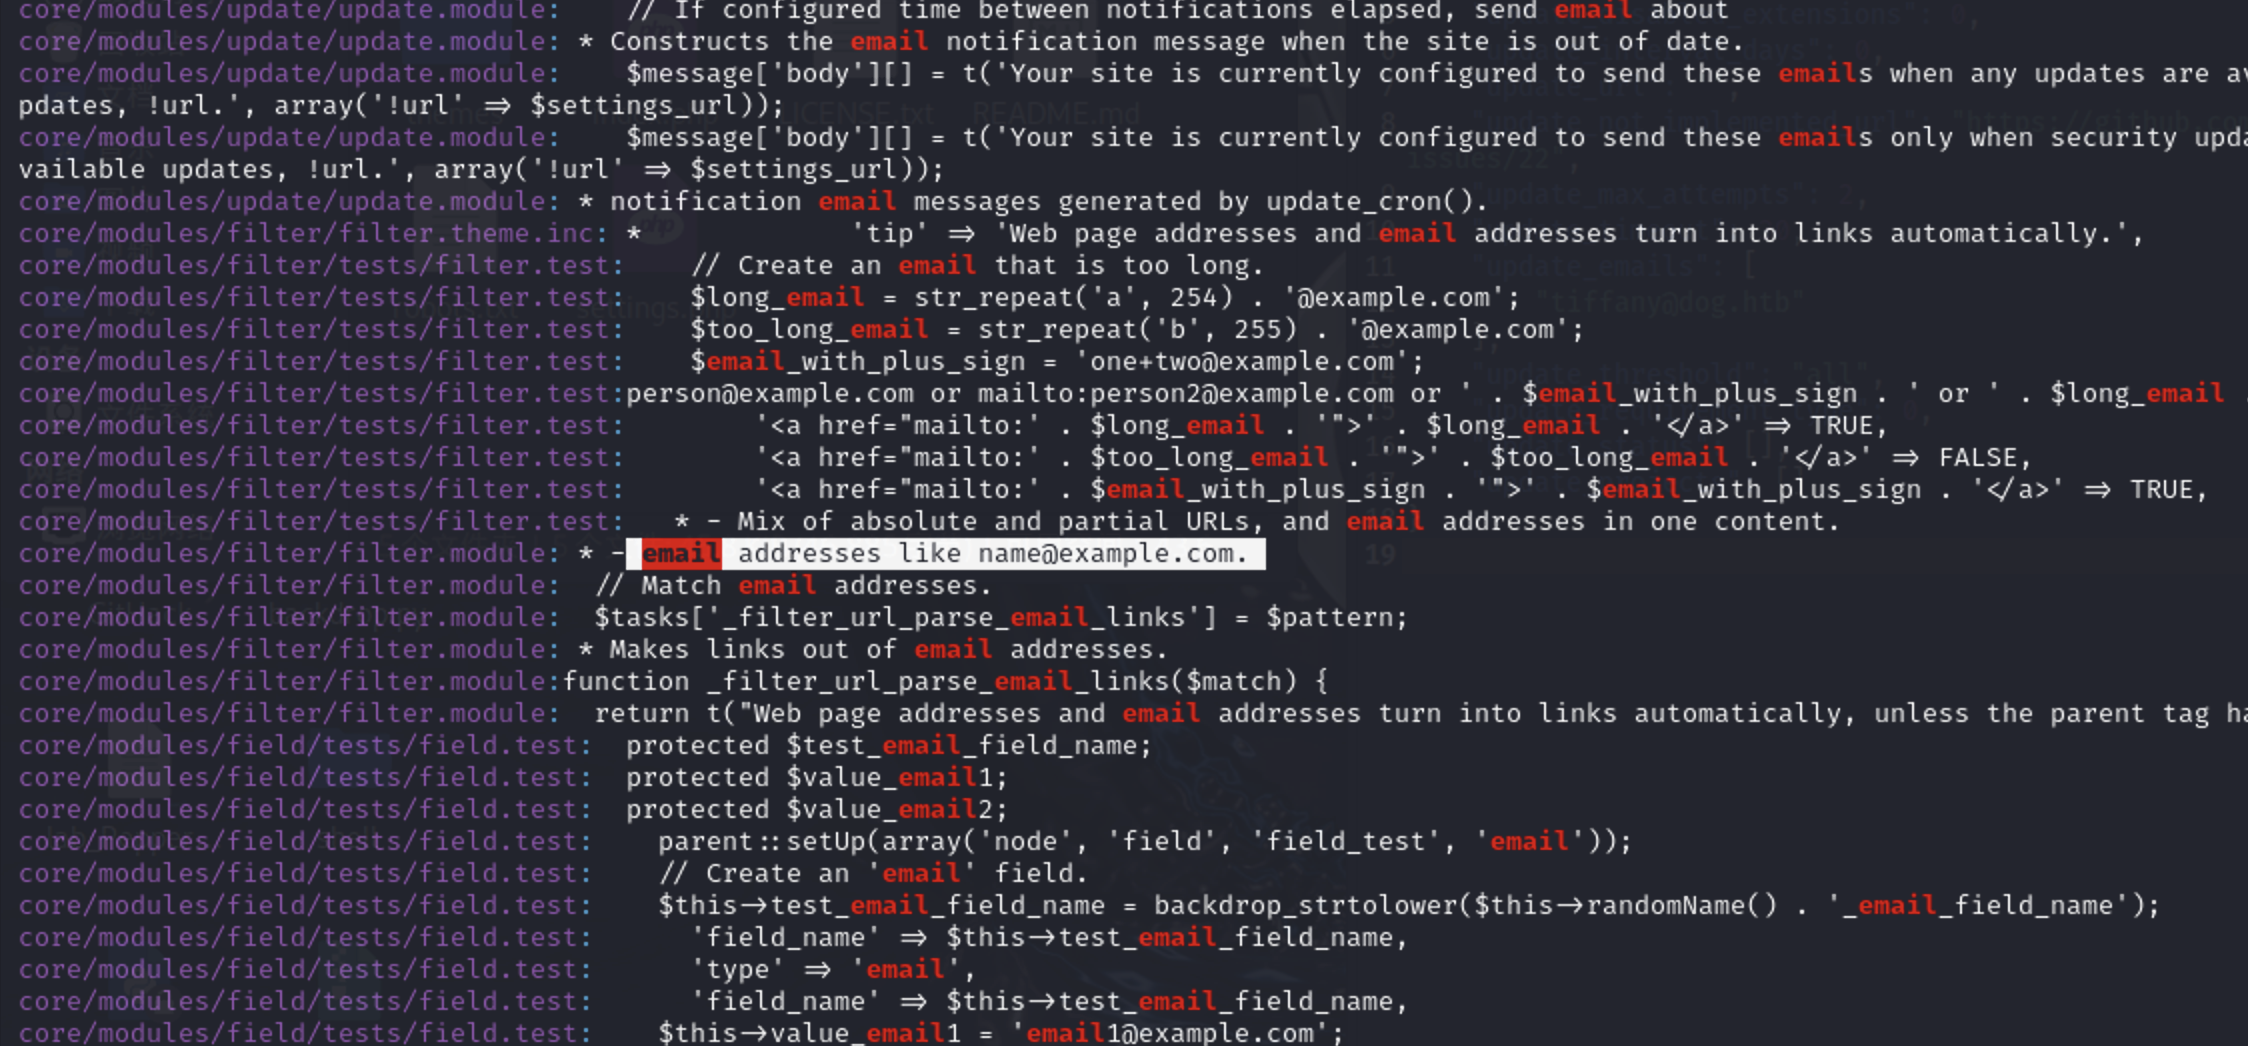 core/modules/update/update.module:    // If configured time between notifications elapsed, send email about
core/modules/update/update.module: * Constructs the email notification message when the site is out of date.
core/modules/update/update.module:    $message['body'][] = t('Your site is currently configured to send these emails when any updates are av
pdates, !url.', array('!url' => $settings_url));
core/modules/update/update.module:    $message['body'][] = t('Your site is currently configured to send these emails only when security upda
vailable updates, !url.', array('!url' => $settings_url));
core/modules/update/update.module: * notification email messages generated by update_cron().
core/modules/filter/filter.theme.inc: *             'tip' => 'Web page addresses and email addresses turn into links automatically.',
core/modules/filter/tests/filter.test:    // Create an email that is too long.
core/modules/filter/tests/filter.test:    $long_email = str_repeat('a', 254) . '@example.com';
core/modules/filter/tests/filter.test:    $too_long_email = str_repeat('b', 255) . '@example.com';
core/modules/filter/tests/filter.test:    $email_with_plus_sign = 'one+two@example.com';
core/modules/filter/tests/filter.test:person@example.com or mailto:person2@example.com or ' . $email_with_plus_sign . ' or ' . $long_email .
core/modules/filter/tests/filter.test:        '<a href="mailto:' . $long_email . '">' . $long_email . '</a>' => TRUE,
core/modules/filter/tests/filter.test:        '<a href="mailto:' . $too_long_email . '">' . $too_long_email . '</a>' => FALSE,
core/modules/filter/tests/filter.test:        '<a href="mailto:' . $email_with_plus_sign . '">' . $email_with_plus_sign . '</a>' => TRUE,
core/modules/filter/tests/filter.test:   * - Mix of absolute and partial URLs, and email addresses in one content.
core/modules/filter/filter.module: * - email addresses like name@example.com.
core/modules/filter/filter.module:  // Match email addresses.
core/modules/filter/filter.module:  $tasks['_filter_url_parse_email_links'] = $pattern;
core/modules/filter/filter.module: * Makes links out of email addresses.
core/modules/filter/filter.module:function _filter_url_parse_email_links($match) {
core/modules/filter/filter.module:  return t("Web page addresses and email addresses turn into links automatically, unless the parent tag ha
core/modules/field/tests/field.test:  protected $test_email_field_name;
core/modules/field/tests/field.test:  protected $value_email1;
core/modules/field/tests/field.test:  protected $value_email2;
core/modules/field/tests/field.test:    parent::setUp(array('node', 'field', 'field_test', 'email'));
core/modules/field/tests/field.test:    // Create an 'email' field.
core/modules/field/tests/field.test:    $this->test_email_field_name = backdrop_strtolower($this->randomName() . '_email_field_name');
core/modules/field/tests/field.test:      'field_name' => $this->test_email_field_name,
core/modules/field/tests/field.test:      'type' => 'email',
core/modules/field/tests/field.test:      'field_name' => $this->test_email_field_name,
core/modules/field/tests/field.test:    $this->value_email1 = 'email1@example.com';